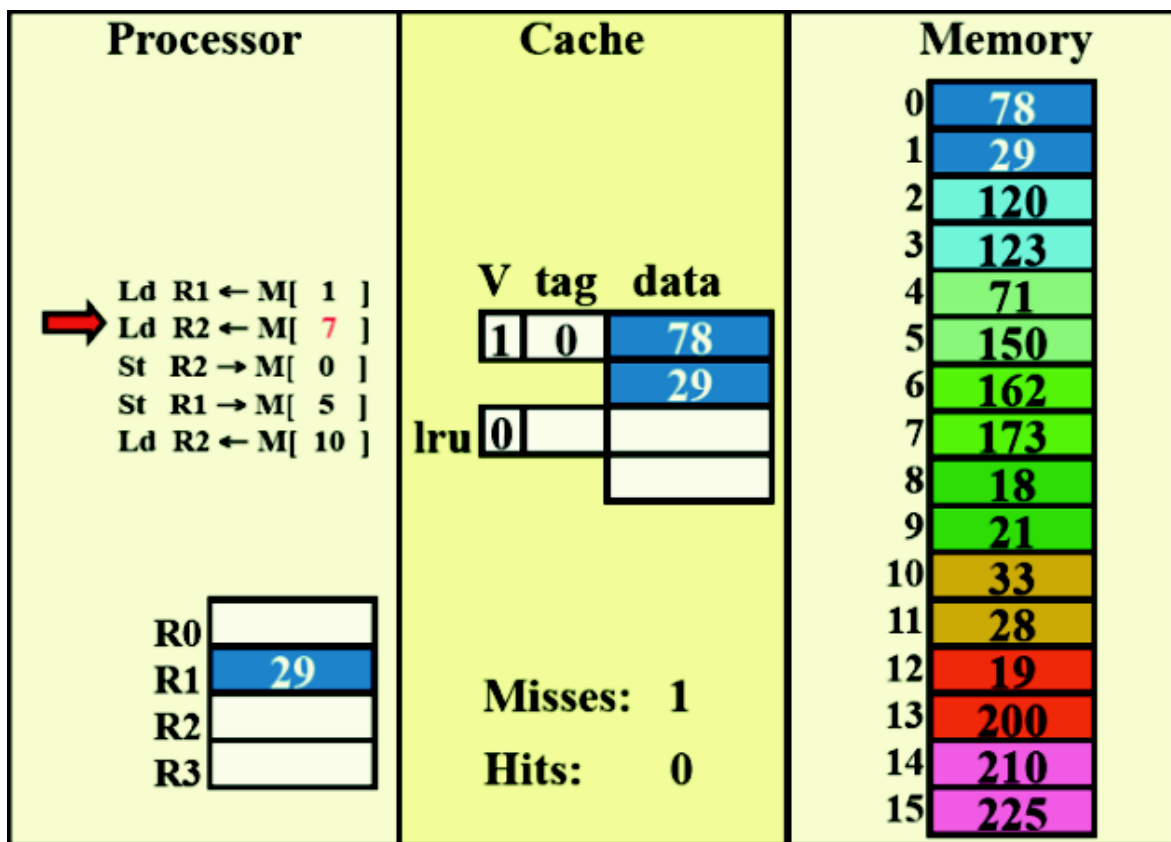 Processor
Ld R1 ← M[ 1 ]
Ld R2 ← M[ 7 ]
St R2 → M[ 0 ]
St R1 → M[ 5 ]
Ld R2 ← M[ 10 ]
R0
R1 29
R2
R3
Cache
V tag data
1 0 78
29
lru 0
Misses: 1
Hits: 0
Memory
0 78
1 29
2 120
3 123
4 71
5 150
6 162
7 173
8 18
9 21
10 33
11 28
12 19
13 200
14 210
15 225